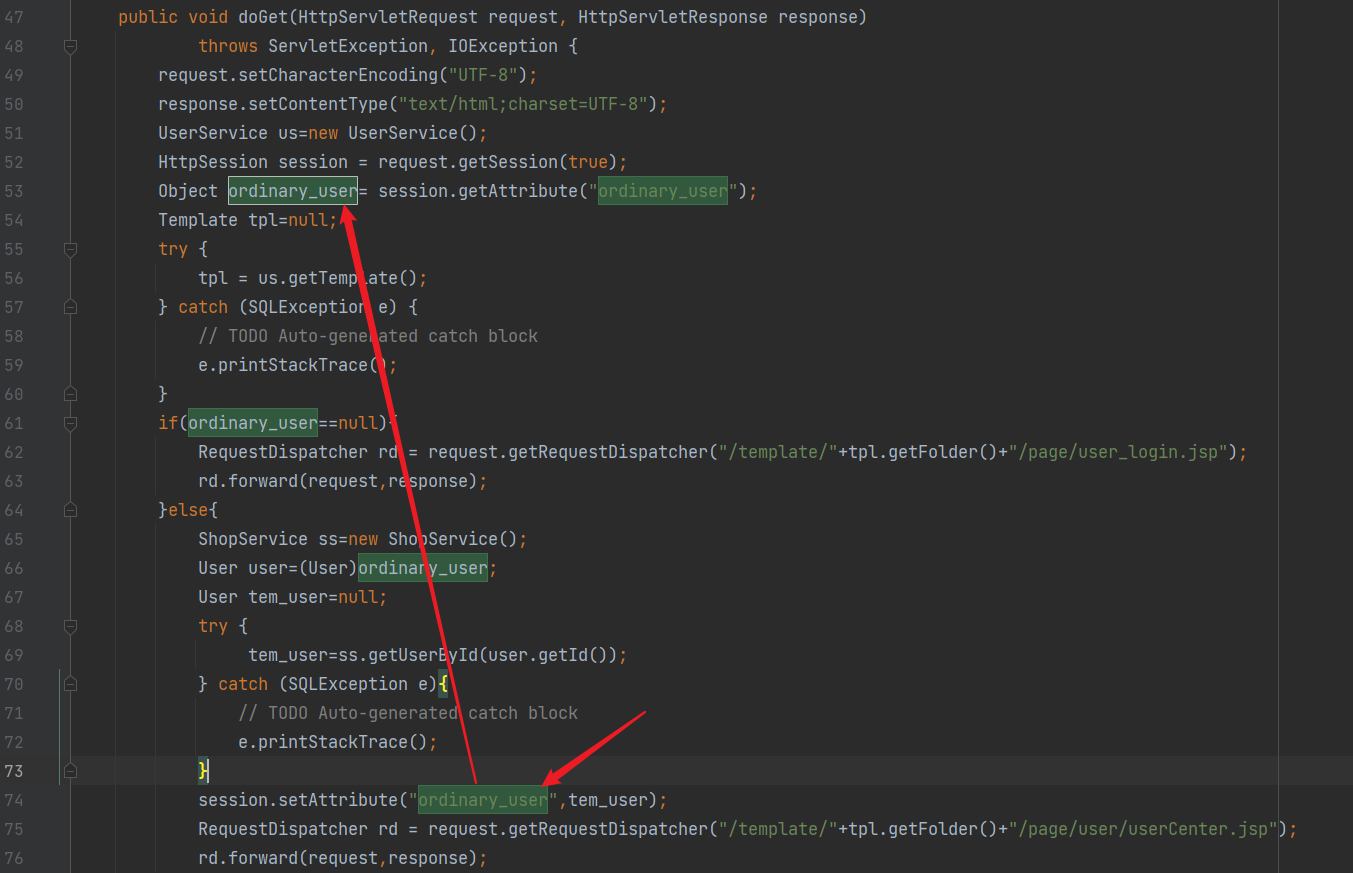 47 public void doGet(HttpServletRequest request, HttpServletResponse response)
48 throws ServletException, IOException {
49 request.setCharacterEncoding("UTF-8");
50 response.setContentType("text/html;charset=UTF-8");
51 UserService us=new UserService();
52 HttpSession session = request.getSession(true);
53 Object ordinary_user= session.getAttribute("ordinary_user");
54 Template tpl=null;
55 try {
56 tpl = us.getTemplate();
57 } catch (SQLException e) {
58 // TODO Auto-generated catch block
59 e.printStackTrace();
60 }
61 if(ordinary_user==null){
62 RequestDispatcher rd = request.getRequestDispatcher("/template/"+tpl.getFolder()+"/page/user_login.jsp");
63 rd.forward(request,response);
64 }else{
65 ShopService ss=new ShopService();
66 User user=(User)ordinary_user;
67 User tem_user=null;
68 try {
69 tem_user=ss.getUserById(user.getId());
70 } catch (SQLException e){
71 // TODO Auto-generated catch block
72 e.printStackTrace();
73 }
74 session.setAttribute("ordinary_user",tem_user);
75 RequestDispatcher rd = request.getRequestDispatcher("/template/"+tpl.getFolder()+"/page/user/userCenter.jsp");
76 rd.forward(request,response);